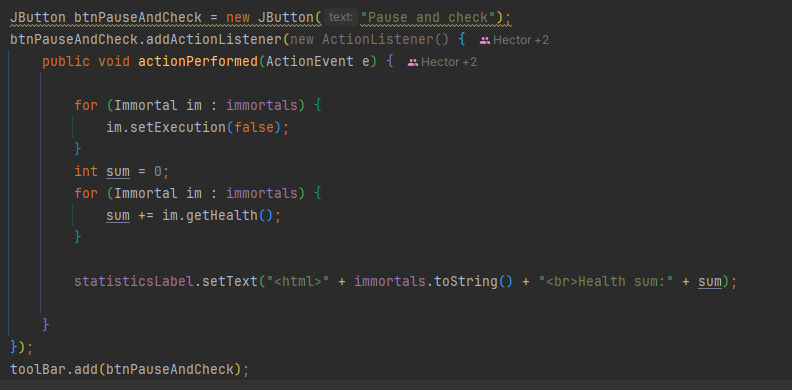 JButton btnPauseAndCheck = new JButton( text: "Pause and check");
btnPauseAndCheck.addActionListener(new ActionListener() { Hector +2
public void actionPerformed(ActionEvent e) { Hector +2
for (Immortal im : immortals) {
im.setExecution(false);
}
int sum = 0;
for (Immortal im : immortals) {
sum += im.getHealth();
}
statisticsLabel.setText("<html>" + immortals.toString() + "<br>Health sum:" + sum);
}
});
toolBar.add(btnPauseAndCheck);